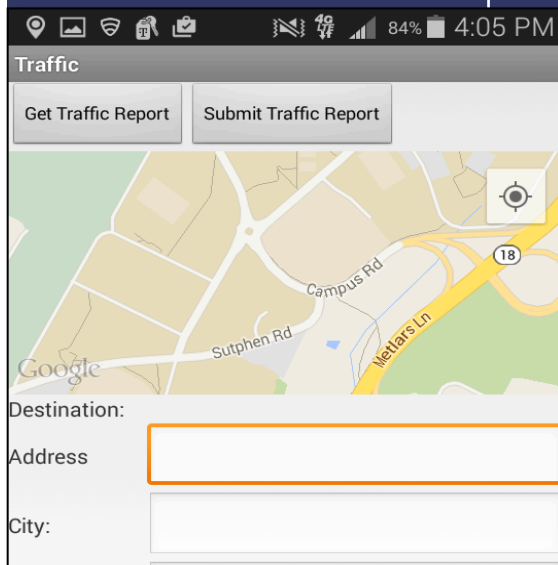 4G 84% 4:05 PM
Traffic
Get Traffic Report Submit Traffic Report
18
Campus Rd
Metlars Ln
Sutphen Rd
Google
Destination:
Address
City: